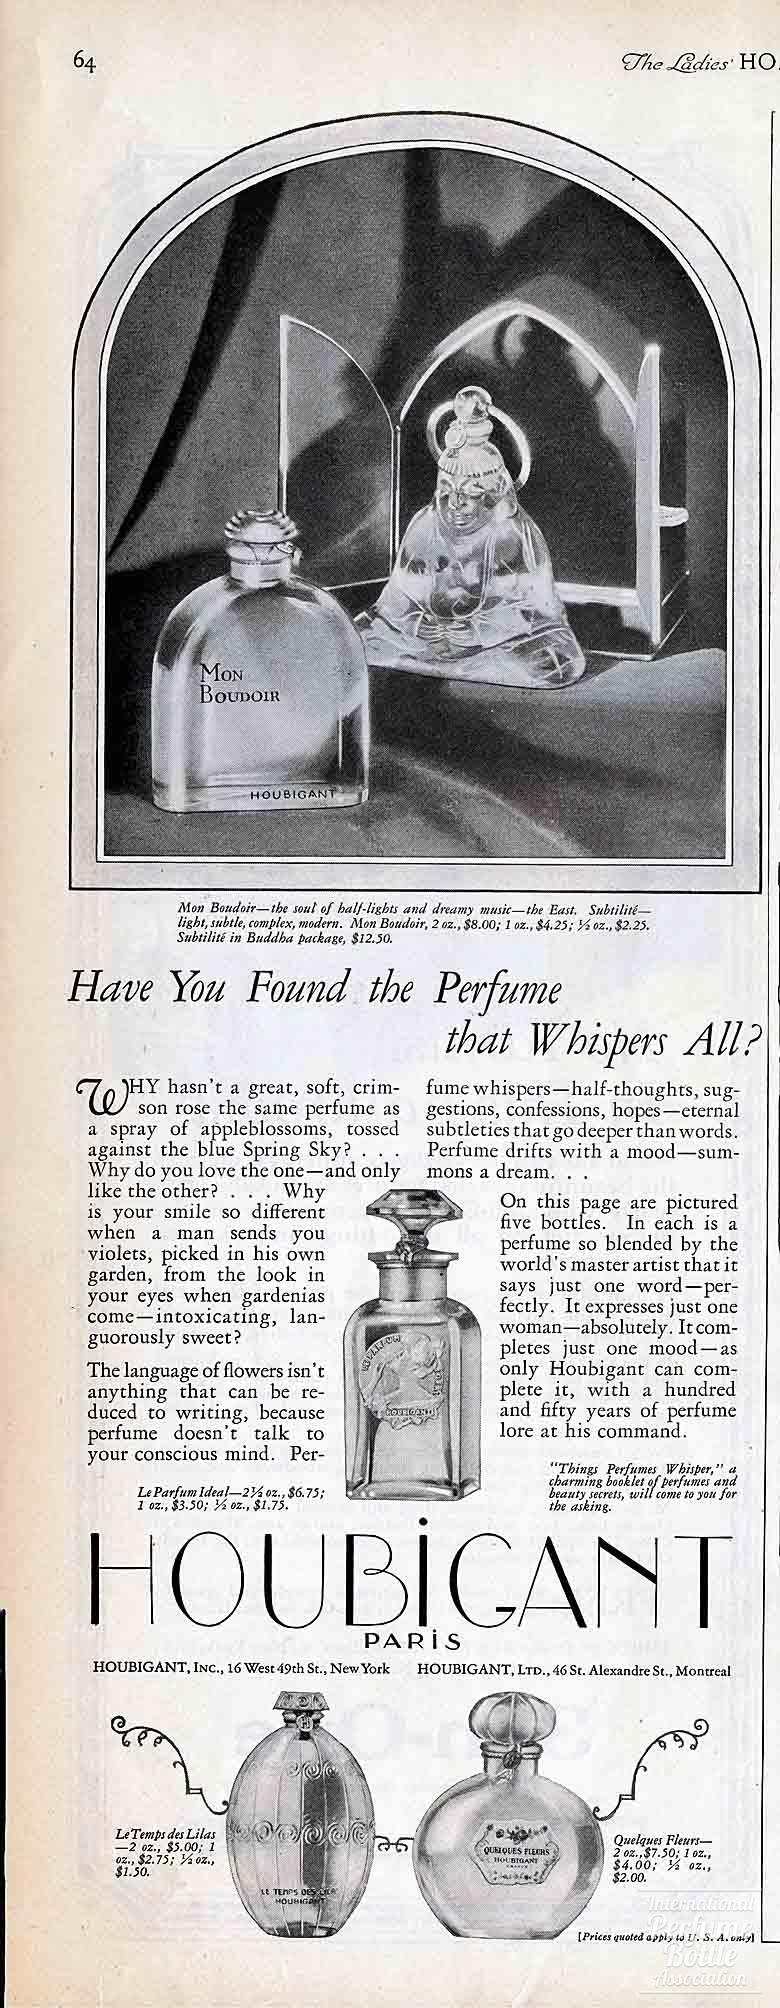 64
The Ladies' HO
MON
BOUDOIR
HOUBIGANT
Mon Boudoir—the soul of half-lights and dreamy music—the East. Subtilité—
light, subtle, complex, modern. Mon Boudoir, 2 oz., $8.00; 1 oz., $4.25; ½ oz., $2.25.
Subtilité in Buddha package, $12.50.
Have You Found the Perfume
that Whispers All?
WHY hasn't a great, soft, crim-
son rose the same perfume as
a spray of appleblossoms, tossed
against the blue Spring Sky? . . .
Why do you love the one—and only
like the other? . . . Why
is your smile so different
when a man sends you
violets, picked in his own
garden, from the look in
your eyes when gardenias
come—intoxicating, lan-
guorously sweet?
The language of flowers isn't
anything that can be re-
duced to writing, because
perfume doesn't talk to
your conscious mind. Per-
fume whispers—half-thoughts, sug-
gestions, confessions, hopes—eternal
subtleties that go deeper than words.
Perfume drifts with a mood—sum-
mons a dream. . .
On this page are pictured
five bottles. In each is a
perfume so blended by the
world's master artist that it
says just one word—per-
fectly. It expresses just one
woman—absolutely. It com-
pletes just one mood—as
only Houbigant can com-
plete it, with a hundred
and fifty years of perfume
lore at his command.
LE PARFUM
IDEAL
HOUBIGANT
Le Parfum Ideal—2½ oz., $6.75;
1 oz., $3.50; ½ oz., $1.75.
"Things Perfumes Whisper," a
charming booklet of perfumes and
beauty secrets, will come to you for
the asking.
HOUBIGANT
PARIS
HOUBIGANT, INC., 16 West 49th St., New York
HOUBIGANT, LTD., 46 St. Alexandre St., Montreal
LE TEMPS DES LILAS
HOUBIGANT
QUELQUES FLEURS
HOUBIGANT
Le Temps des Lilas
—2 oz., $5.00; 1
oz., $2.75; ½ oz.,
$1.50.
Quelques Fleurs—
2 oz., $7.50; 1 oz.,
$4.00; ½ oz.,
$2.00.
[Prices quoted apply to U. S. A. only]
International
Perfume
Bottle
Association